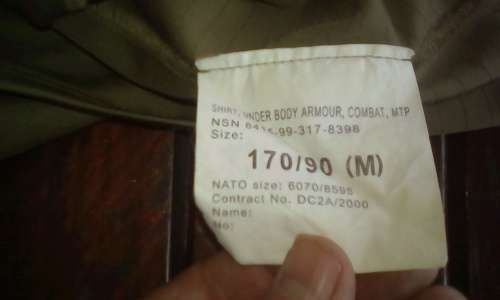 SHIRT, UNDER BODY ARMOUR, COMBAT, MTP
NSN 8415-99-317-8398
Size:
170/90 (M)
NATO size: 6070/8595
Contract No. DC2A/2000
Name:
No: